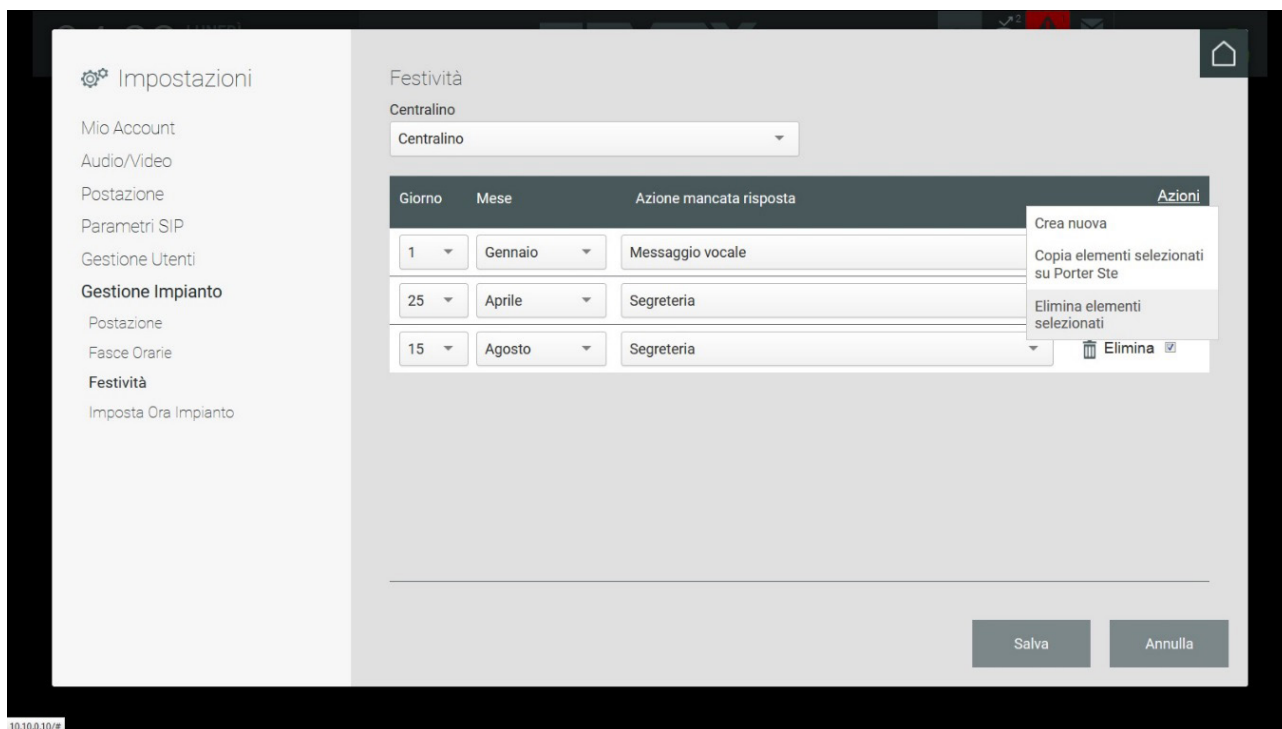 Impostazioni
Mio Account
Audio/Video
Postazione
Parametri SIP
Gestione Utenti
Gestione Impianto
Postazione
Fasce Orarie
Festività
Imposta Ora Impianto
Festività
Centralino
Centralino
Giorno Mese Azione mancata risposta Azioni
Crea nuova
Copia elementi selezionati
su Porter Ste
Elimina elementi
selezionati
1 Gennaio Messaggio vocale
25 Aprile Segreteria
15 Agosto Segreteria Elimina
Salva Annulla
10.10.0.10/#